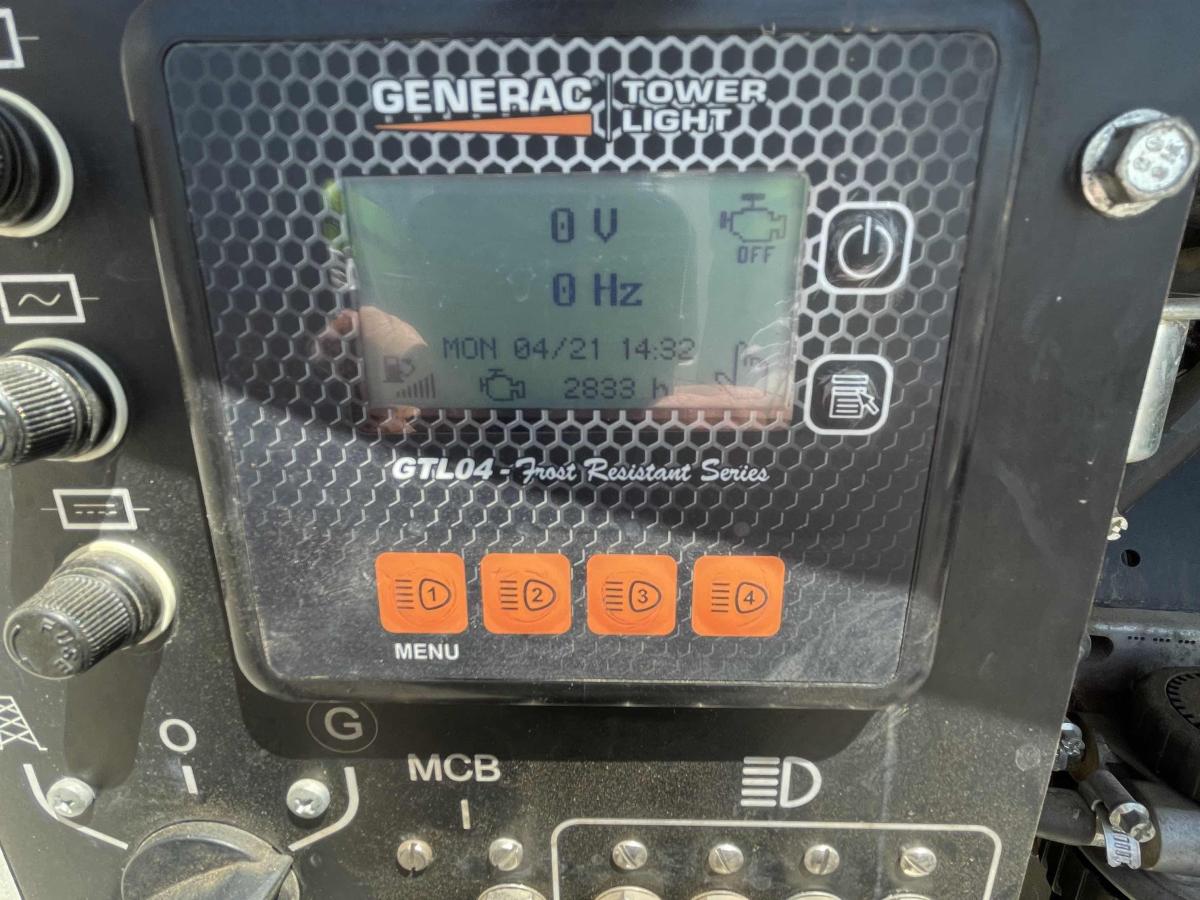 GENERAC
TOWER
LIGHT
0 V
OFF
0 Hz
MON 04/21 14:32
2833 h
GTL04 - Frost Resistant Series
1
2
3
4
MENU
FUSE
G
O
MCB
I